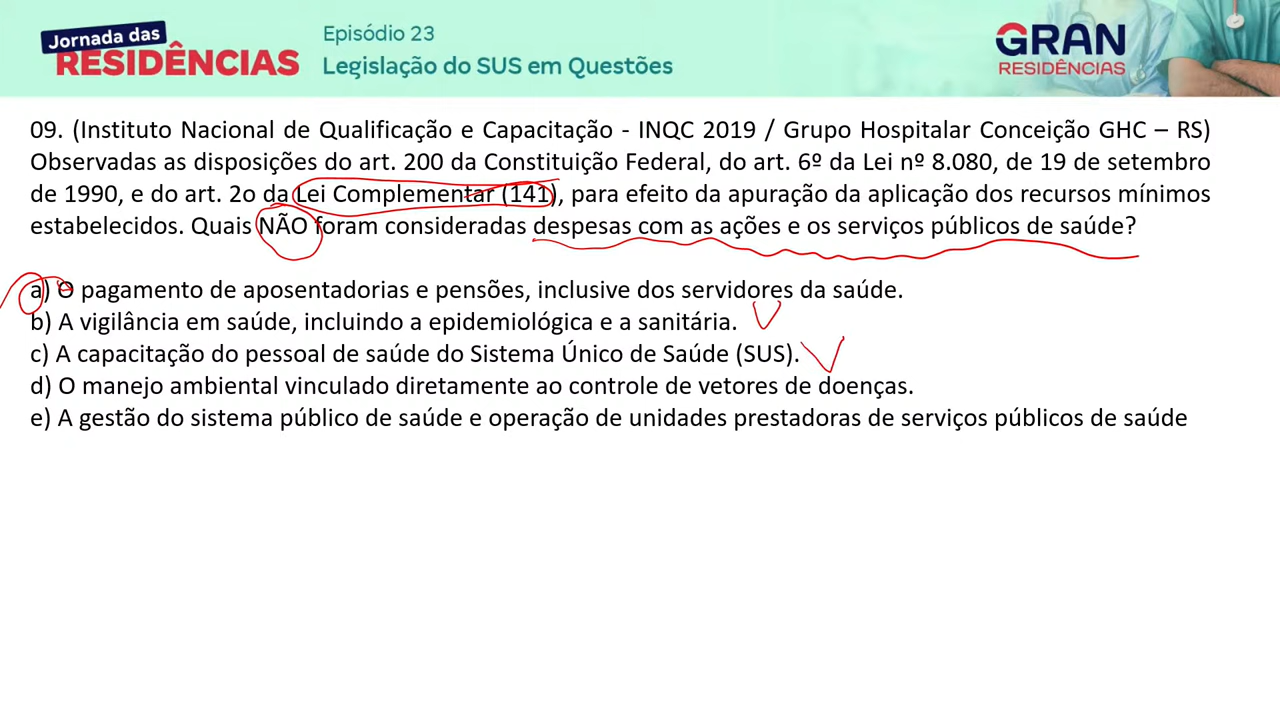 Jornada das
RESIDÊNCIAS
Episódio 23
Legislação do SUS em Questões
GRAN
RESIDÊNCIAS
09. (Instituto Nacional de Qualificação e Capacitação - INQC 2019 / Grupo Hospitalar Conceição GHC – RS)
Observadas as disposições do art. 200 da Constituição Federal, do art. 6º da Lei nº 8.080, de 19 de setembro
de 1990, e do art. 2o da Lei Complementar (141), para efeito da apuração da aplicação dos recursos mínimos
estabelecidos. Quais NÃO foram consideradas despesas com as ações e os serviços públicos de saúde?
a) O pagamento de aposentadorias e pensões, inclusive dos servidores da saúde.
b) A vigilância em saúde, incluindo a epidemiológica e a sanitária.
c) A capacitação do pessoal de saúde do Sistema Único de Saúde (SUS).
d) O manejo ambiental vinculado diretamente ao controle de vetores de doenças.
e) A gestão do sistema público de saúde e operação de unidades prestadoras de serviços públicos de saúde